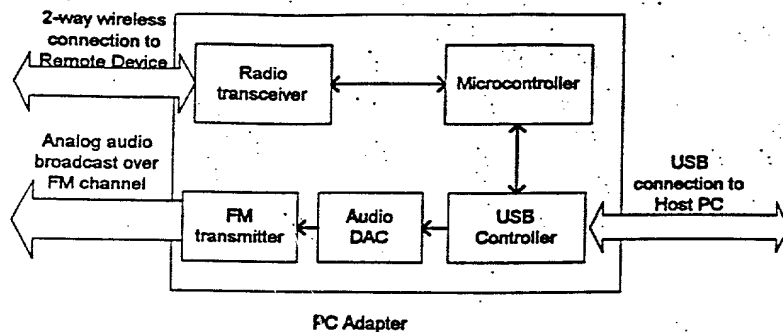 2-way wireless
connection to
Remote Device
Radio
transceiver
Microcontroller
Analog audio
broadcast over
FM channel
FM
transmitter
Audio
DAC
USB
Controller
USB
connection to
Host PC
PC Adapter